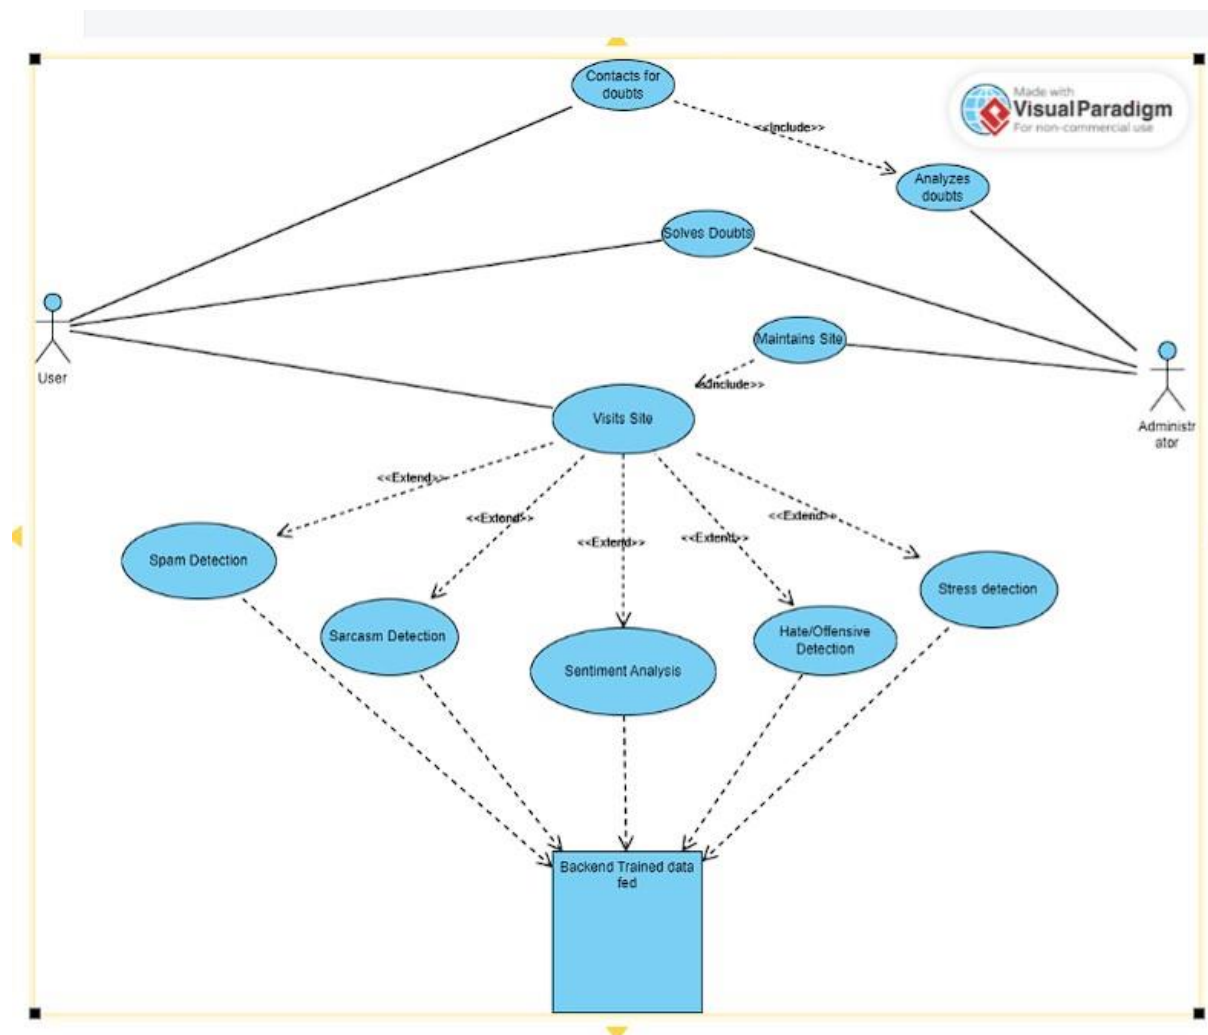 Contacts for
doubts
Made with
VisualParadigm
For non-commercial use
<<Include>>
Analyzes
doubts
Solves Doubts
Maintains Site
User
<<Include>>
Administr
ator
Visits Site
<<Extend>>
<<Extend>>
<<Extend>>
<<Extend>>
<<Extend>>
Spam Detection
Stress detection
Sarcasm Detection
Hate/Offensive
Detection
Sentiment Analysis
Backend Trained data
fed